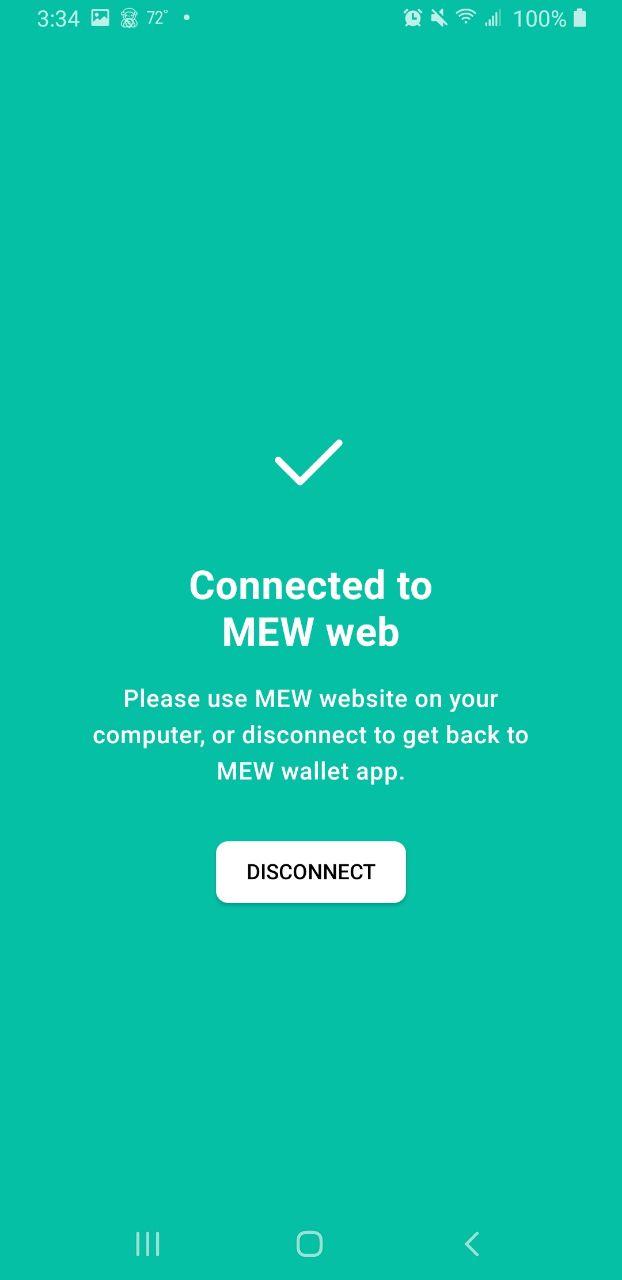 3:34 72° 100%
Connected to
MEW web
Please use MEW website on your
computer, or disconnect to get back to
MEW wallet app.
DISCONNECT